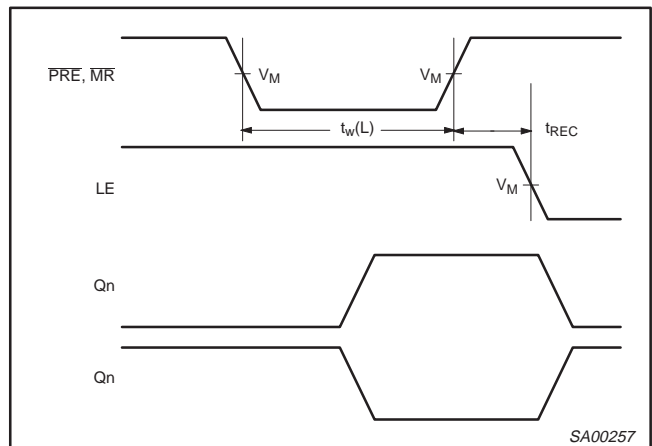 PRE, MR
VM
VM
tw(L)
tREC
LE
VM
Qn
Qn
SA00257